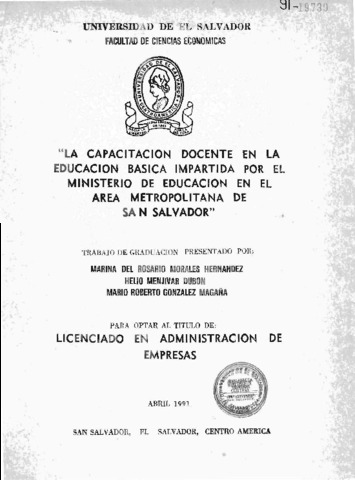 91-19739
UNIVERSIDAD DE EL SALVADOR
FACULTAD DE CIENCIAS ECONOMICAS
"LA CAPACITACION DOCENTE EN LA
EDUCACION BASICA IMPARTIDA POR EL
MINISTERIO DE EDUCACION EN EL
AREA METROPOLITANA DE
SAN SALVADOR"
TRABAJO DE GRADUACION PRESENTADO POR:
MARINA DEL ROSARIO MORALES HERNANDEZ
HELIO MENJIVAR DUBON
MARIO ROBERTO GONZALEZ MAGAÑA
PARA OPTAR AL TITULO DE:
LICENCIADO EN ADMINISTRACION DE
EMPRESAS
ABRIL 1991
SAN SALVADOR, EL SALVADOR, CENTRO AMERICA